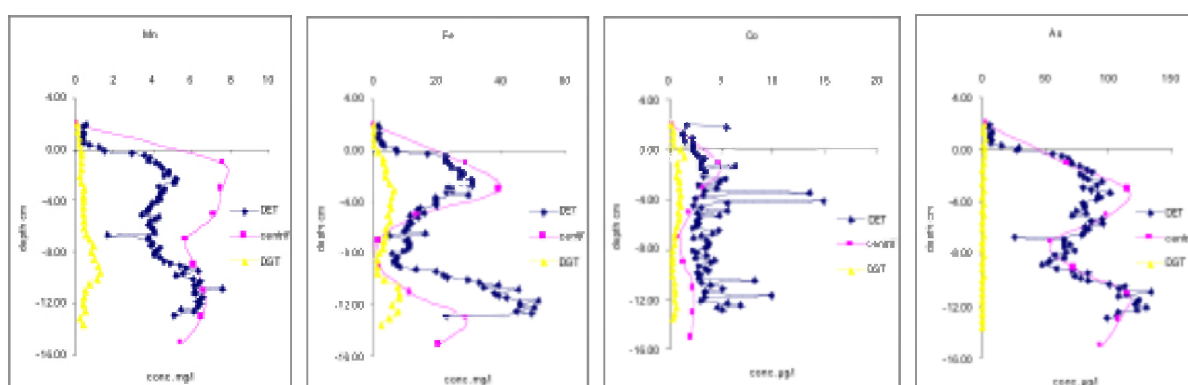 Mn
0 2 4 6 8 10
4.00
0.00
-4.00
-8.00
-12.00
-16.00
depth cm
DET
centrif
DGT
conc. mg/l
Fe
0 20 40 60
4.00
0.00
-4.00
-8.00
-12.00
-16.00
depth cm
DET
centrif
DGT
conc. mg/l
Co
0 5 10 15 20
4.00
0.00
-4.00
-8.00
-12.00
-16.00
depth cm
DET
centrif
DGT
conc. µg/l
As
0 50 100 150
4.00
0.00
-4.00
-8.00
-12.00
-16.00
depth cm
DET
centrif
DGT
conc. µg/l